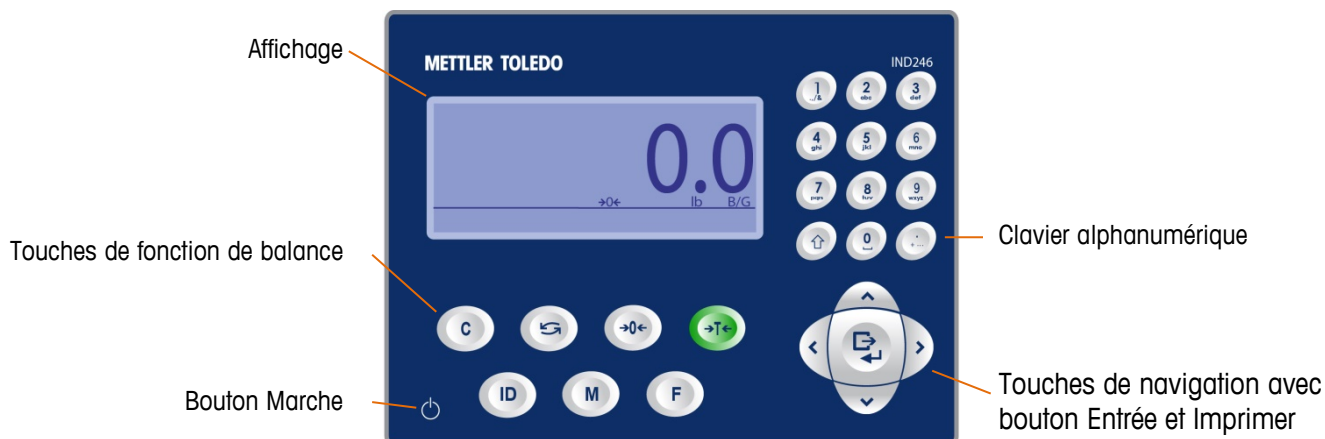 Affichage
METTLER TOLEDO
IND246
0.0
→0← lb B/G
1 ../&
2 abc
3 def
4 ghi
5 jkl
6 mno
7 pqrs
8 tuv
9 wxyz
0
Clavier alphanumérique
Touches de fonction de balance
C
→0←
→T←
Bouton Marche
ID
M
F
Touches de navigation avec
bouton Entrée et Imprimer